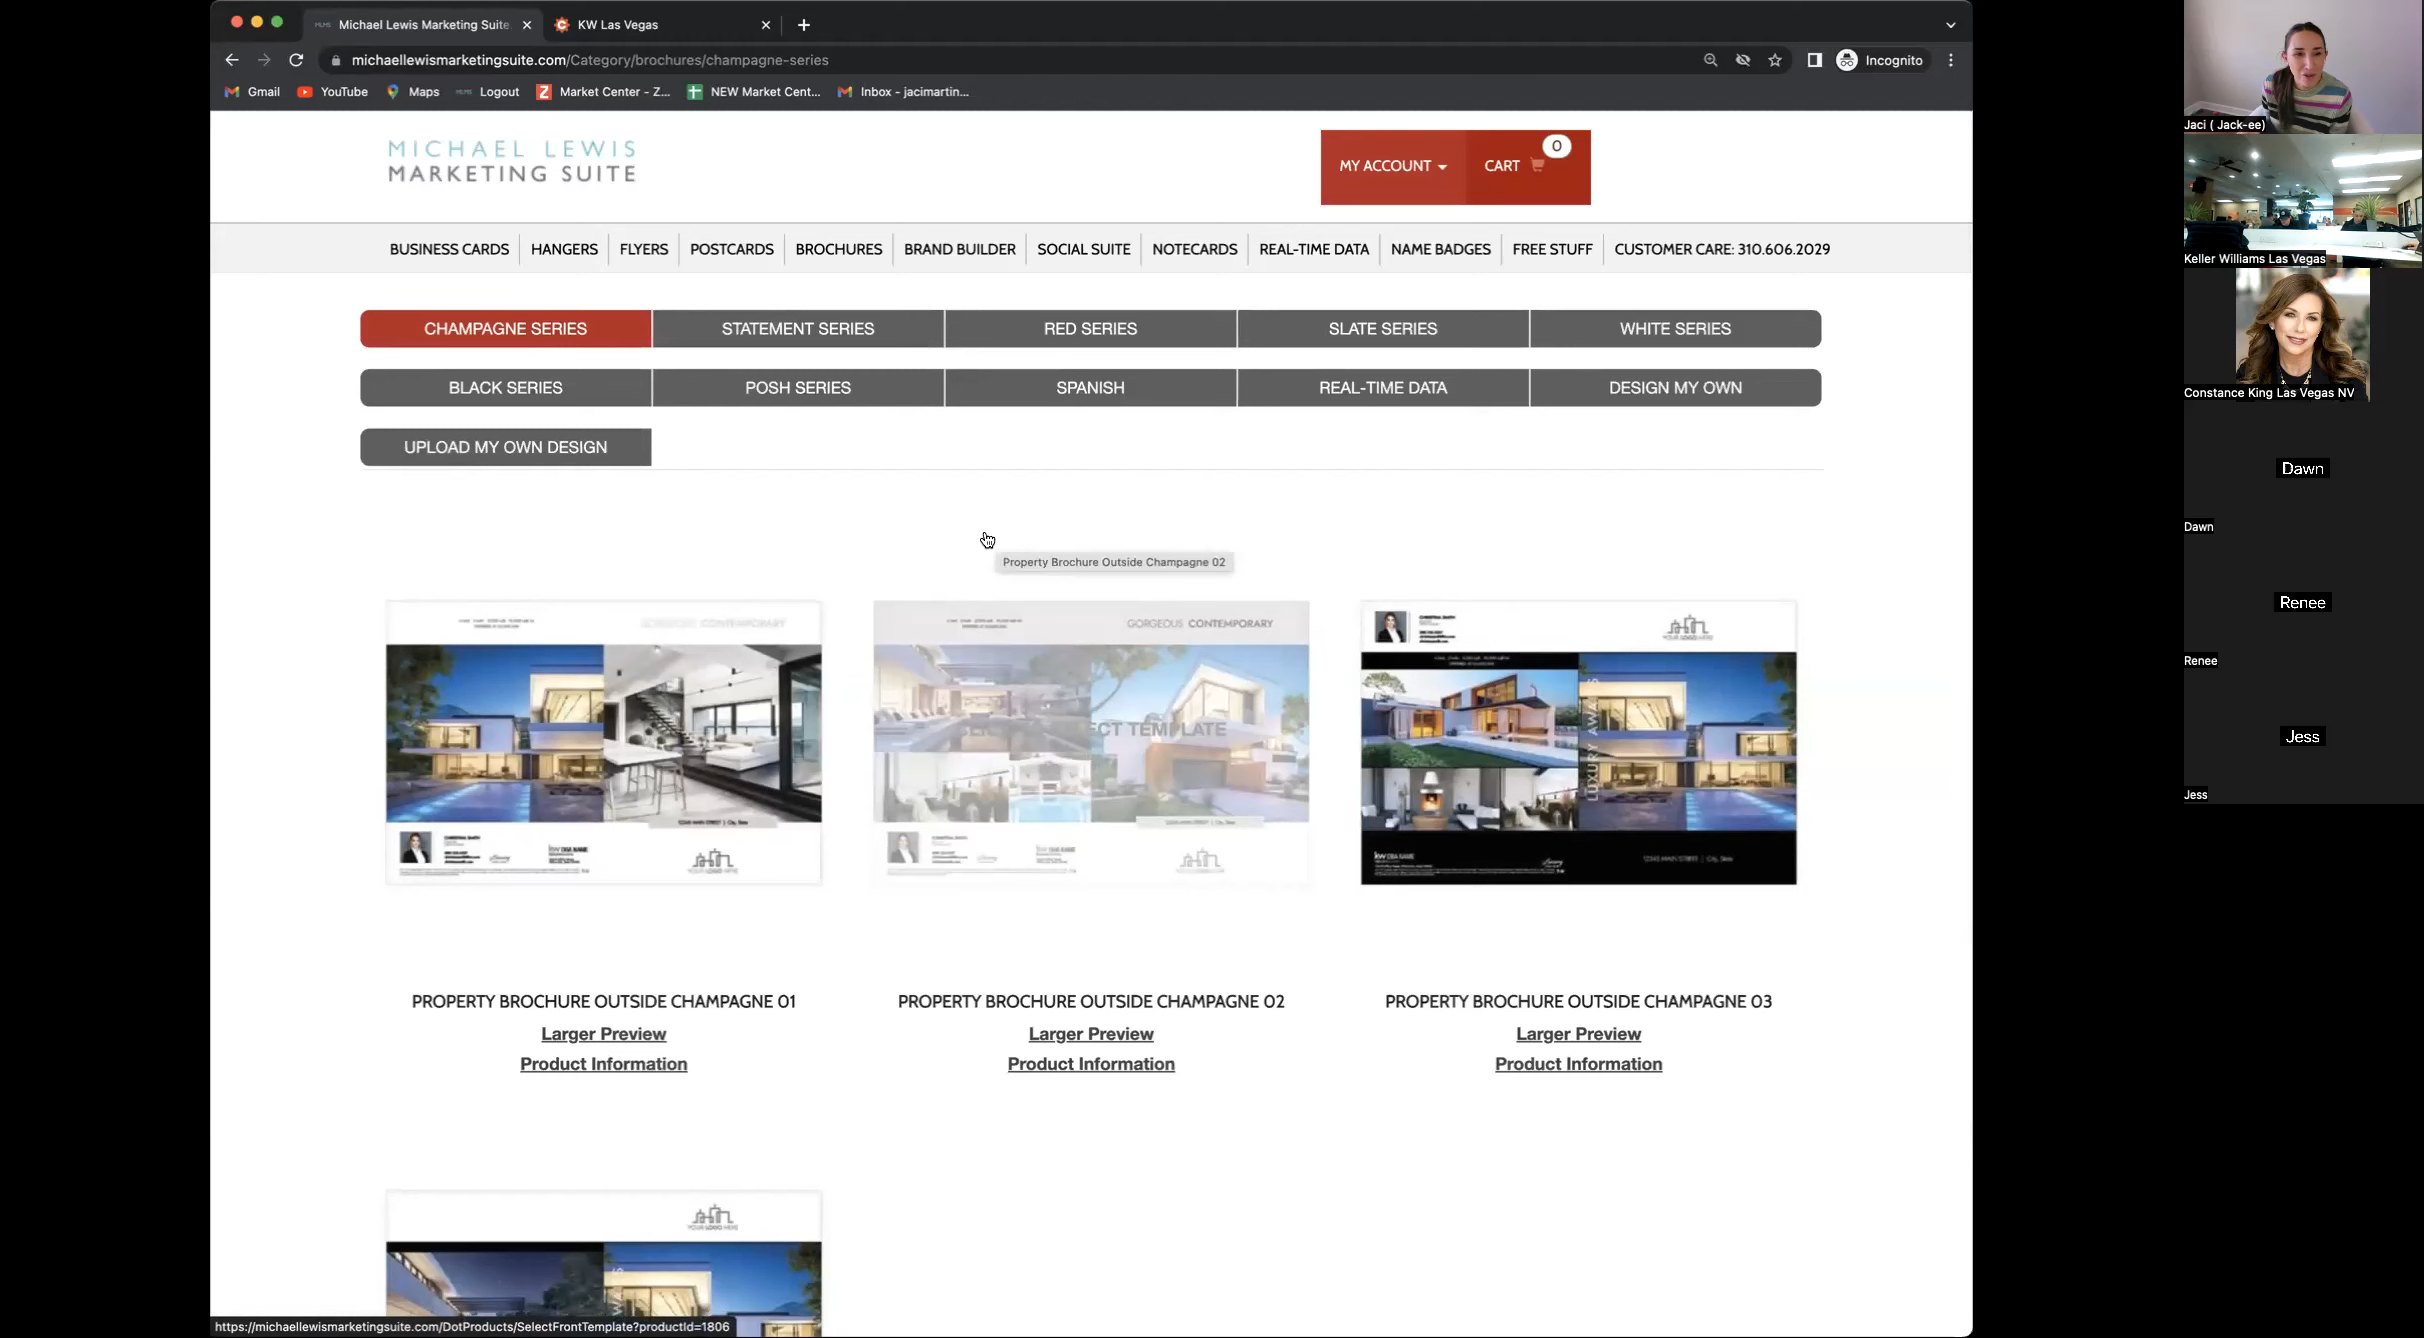 Michael Lewis Marketing Suite
KW Las Vegas
michaellewismarketingsuite.com/Category/brochures/champagne-series
Incognito
Gmail
YouTube
Maps
Logout
Market Center - Z...
NEW Market Cent...
Inbox - jacimartin...
MICHAEL LEWIS
MARKETING SUITE
MY ACCOUNT
CART
0
BUSINESS CARDS
HANGERS
FLYERS
POSTCARDS
BROCHURES
BRAND BUILDER
SOCIAL SUITE
NOTECARDS
REAL-TIME DATA
NAME BADGES
FREE STUFF
CUSTOMER CARE: 310.606.2029
CHAMPAGNE SERIES
STATEMENT SERIES
RED SERIES
SLATE SERIES
WHITE SERIES
BLACK SERIES
POSH SERIES
SPANISH
REAL-TIME DATA
DESIGN MY OWN
UPLOAD MY OWN DESIGN
Property Brochure Outside Champagne 02
GORGEOUS CONTEMPORARY
GORGEOUS CONTEMPORARY
TEMPLATE
LUXURY AWAITS
PROPERTY BROCHURE OUTSIDE CHAMPAGNE 01
Larger Preview
Product Information
PROPERTY BROCHURE OUTSIDE CHAMPAGNE 02
Larger Preview
Product Information
PROPERTY BROCHURE OUTSIDE CHAMPAGNE 03
Larger Preview
Product Information
https://michaellewismarketingsuite.com/DotProducts/SelectFrontTemplate?productId=1806
Jaci ( Jack-ee)
Keller Williams Las Vegas
Constance King Las Vegas NV
Dawn
Dawn
Renee
Renee
Jess
Jess